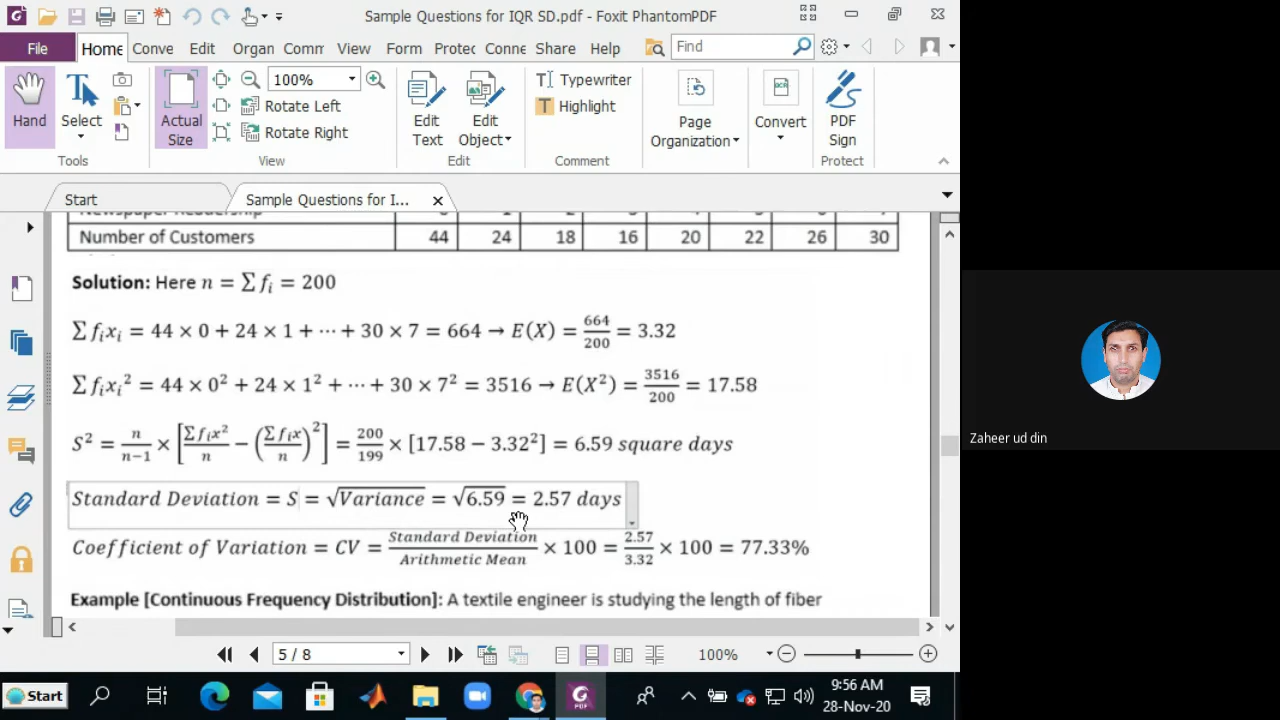 Sample Questions for IQR SD.pdf - Foxit PhantomPDF
File Home Conve Edit Organ Comm View Form Protec Conne Share Help Find
Hand
Select
Actual Size
100%
Rotate Left
Rotate Right
Edit Text
Edit Object
Typewriter
Highlight
Page Organization
Convert
PDF Sign
Tools View Edit Comment Protect
Start Sample Questions for I...
Newspaper Readership
Number of Customers 44 24 18 16 20 22 26 30
Solution: Here n = ∑ fᵢ = 200
∑ fᵢxᵢ = 44 × 0 + 24 × 1 + ⋯ + 30 × 7 = 664 → E(X) = 664/200 = 3.32
∑ fᵢxᵢ² = 44 × 0² + 24 × 1² + ⋯ + 30 × 7² = 3516 → E(X²) = 3516/200 = 17.58
S² = n/(n−1) × [∑fᵢx²/n − (∑fᵢx/n)²] = 200/199 × [17.58 − 3.32²] = 6.59 square days
Standard Deviation = S = √Variance = √6.59 = 2.57 days
Coefficient of Variation = CV = Standard Deviation/Arithmetic Mean × 100 = 2.57/3.32 × 100 = 77.33%
Example [Continuous Frequency Distribution]: A textile engineer is studying the length of fiber
5 / 8
100%
Start
9:56 AM
28-Nov-20
Zaheer ud din